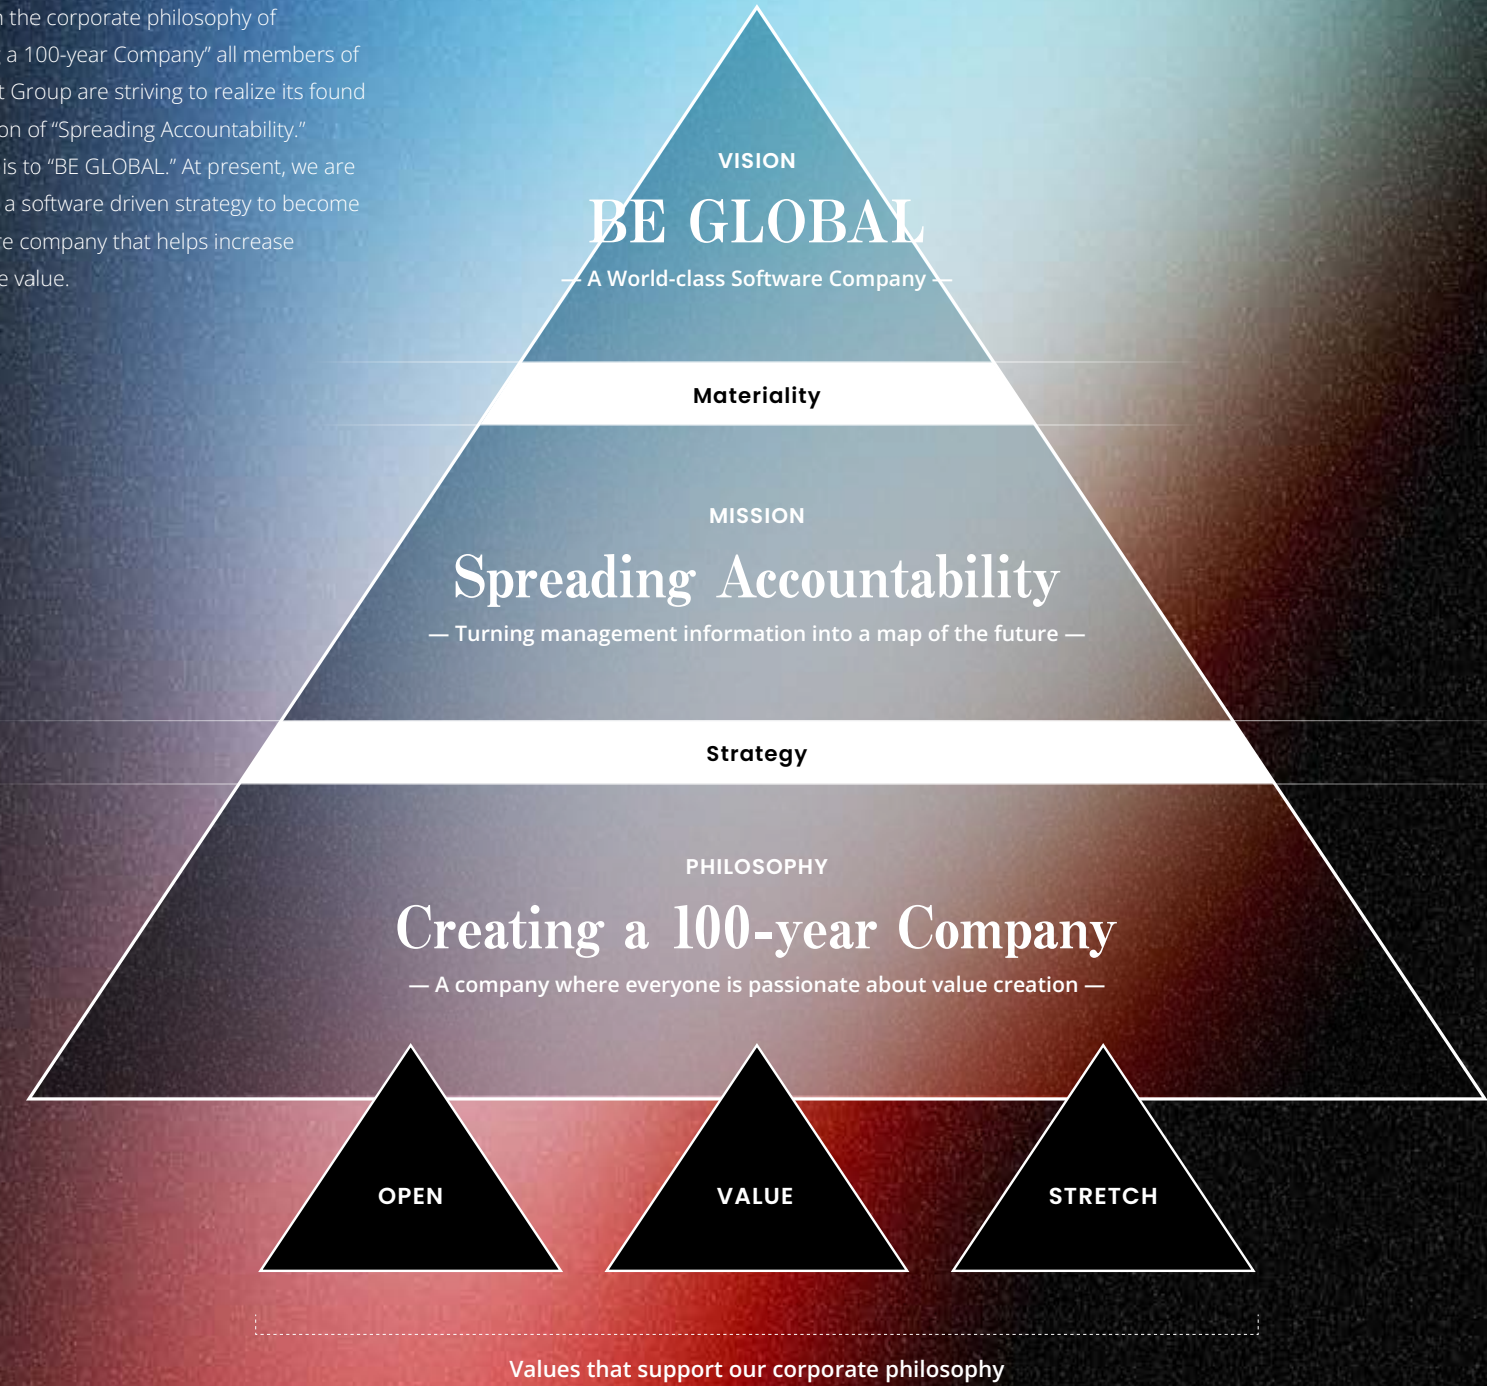 the corporate philosophy of
a 100-year Company” all members of
Group are striving to realize its found
of “Spreading Accountability.”
is to “BE GLOBAL.” At present, we are
a software driven strategy to become
company that helps increase
value.
VISION
BE GLOBAL
— A World-class Software Company —
Materiality
MISSION
Spreading Accountability
— Turning management information into a map of the future —
Strategy
PHILOSOPHY
Creating a 100-year Company
— A company where everyone is passionate about value creation —
OPEN VALUE STRETCH
Values that support our corporate philosophy